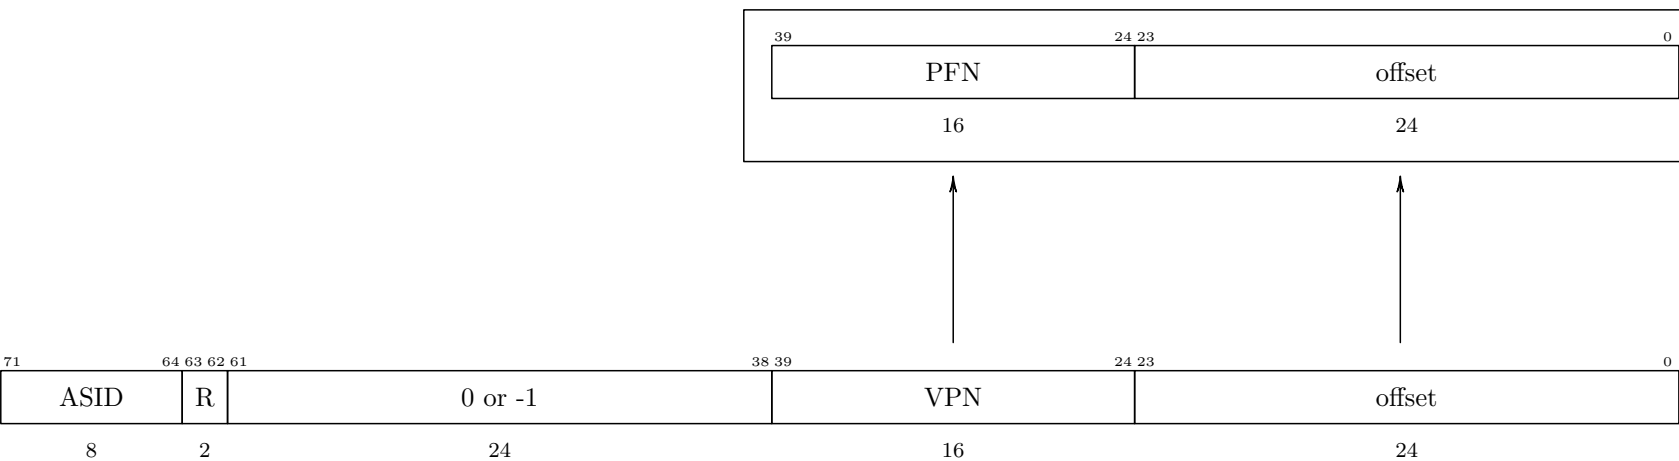 39 24 23 0
PFN offset
16 24
71 64 63 62 61 38 39 24 23 0
ASID R 0 or -1 VPN offset
8 2 24 16 24